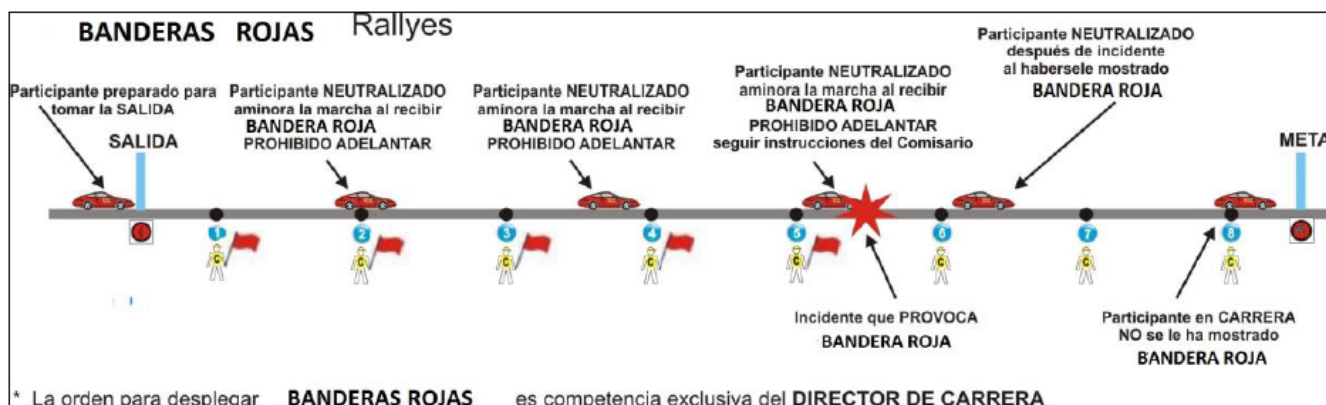 BANDERAS ROJAS Rallyes
Participante preparado para
tomar la SALIDA
SALIDA
Participante NEUTRALIZADO
aminora la marcha al recibir
BANDERA ROJA
PROHIBIDO ADELANTAR
Participante NEUTRALIZADO
aminora la marcha al recibir
BANDERA ROJA
PROHIBIDO ADELANTAR
Participante NEUTRALIZADO
aminora la marcha al recibir
BANDERA ROJA
PROHIBIDO ADELANTAR
seguir instrucciones del Comisario
Participante NEUTRALIZADO
después de incidente
al habersele mostrado
BANDERA ROJA
META
1 2 3 4 5 6 7 8
C C C C C C C C
Incidente que PROVOCA
BANDERA ROJA
Participante en CARRERA
NO se le ha mostrado
BANDERA ROJA
* La orden para desplegar BANDERAS ROJAS es competencia exclusiva del DIRECTOR DE CARRERA